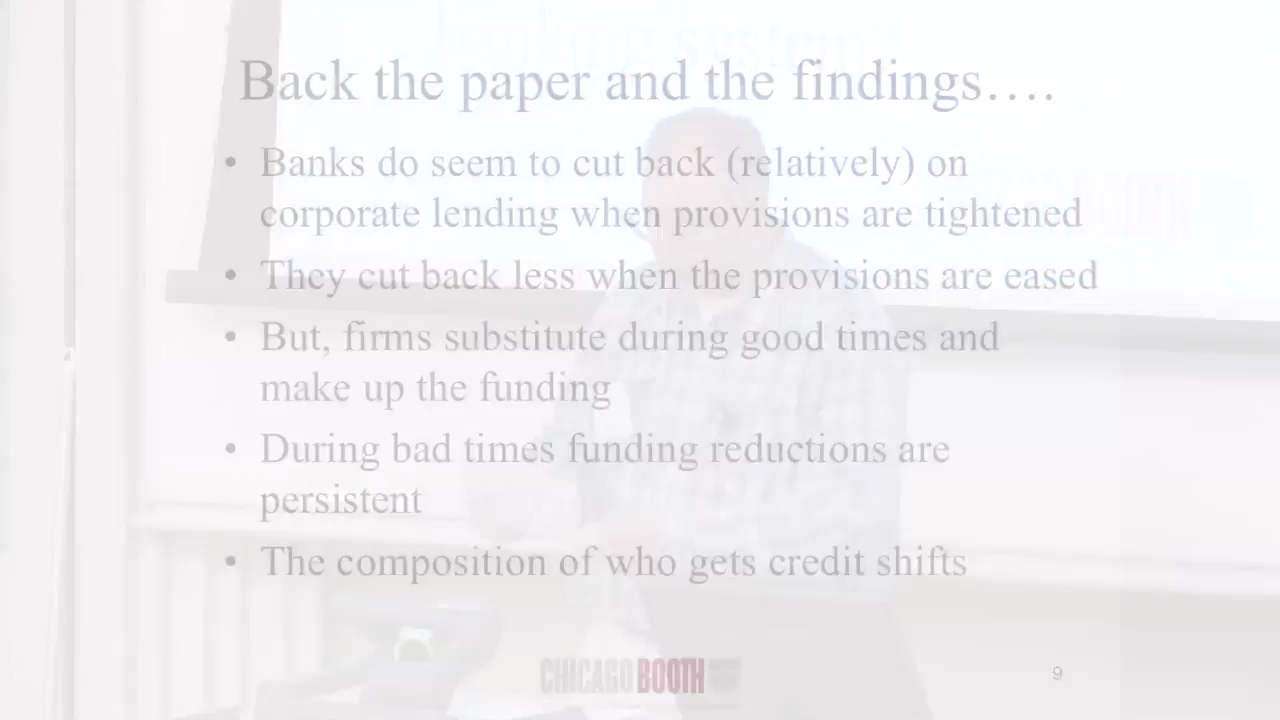 banking system?
Back the paper and the findings….
• Banks do seem to cut back (relatively) on
corporate lending when provisions are tightened
• They cut back less when the provisions are eased
• But, firms substitute during good times and
make up the funding
• During bad times funding reductions are
persistent
• The composition of who gets credit shifts
BOOTH
CHICAGO BOOTH
9